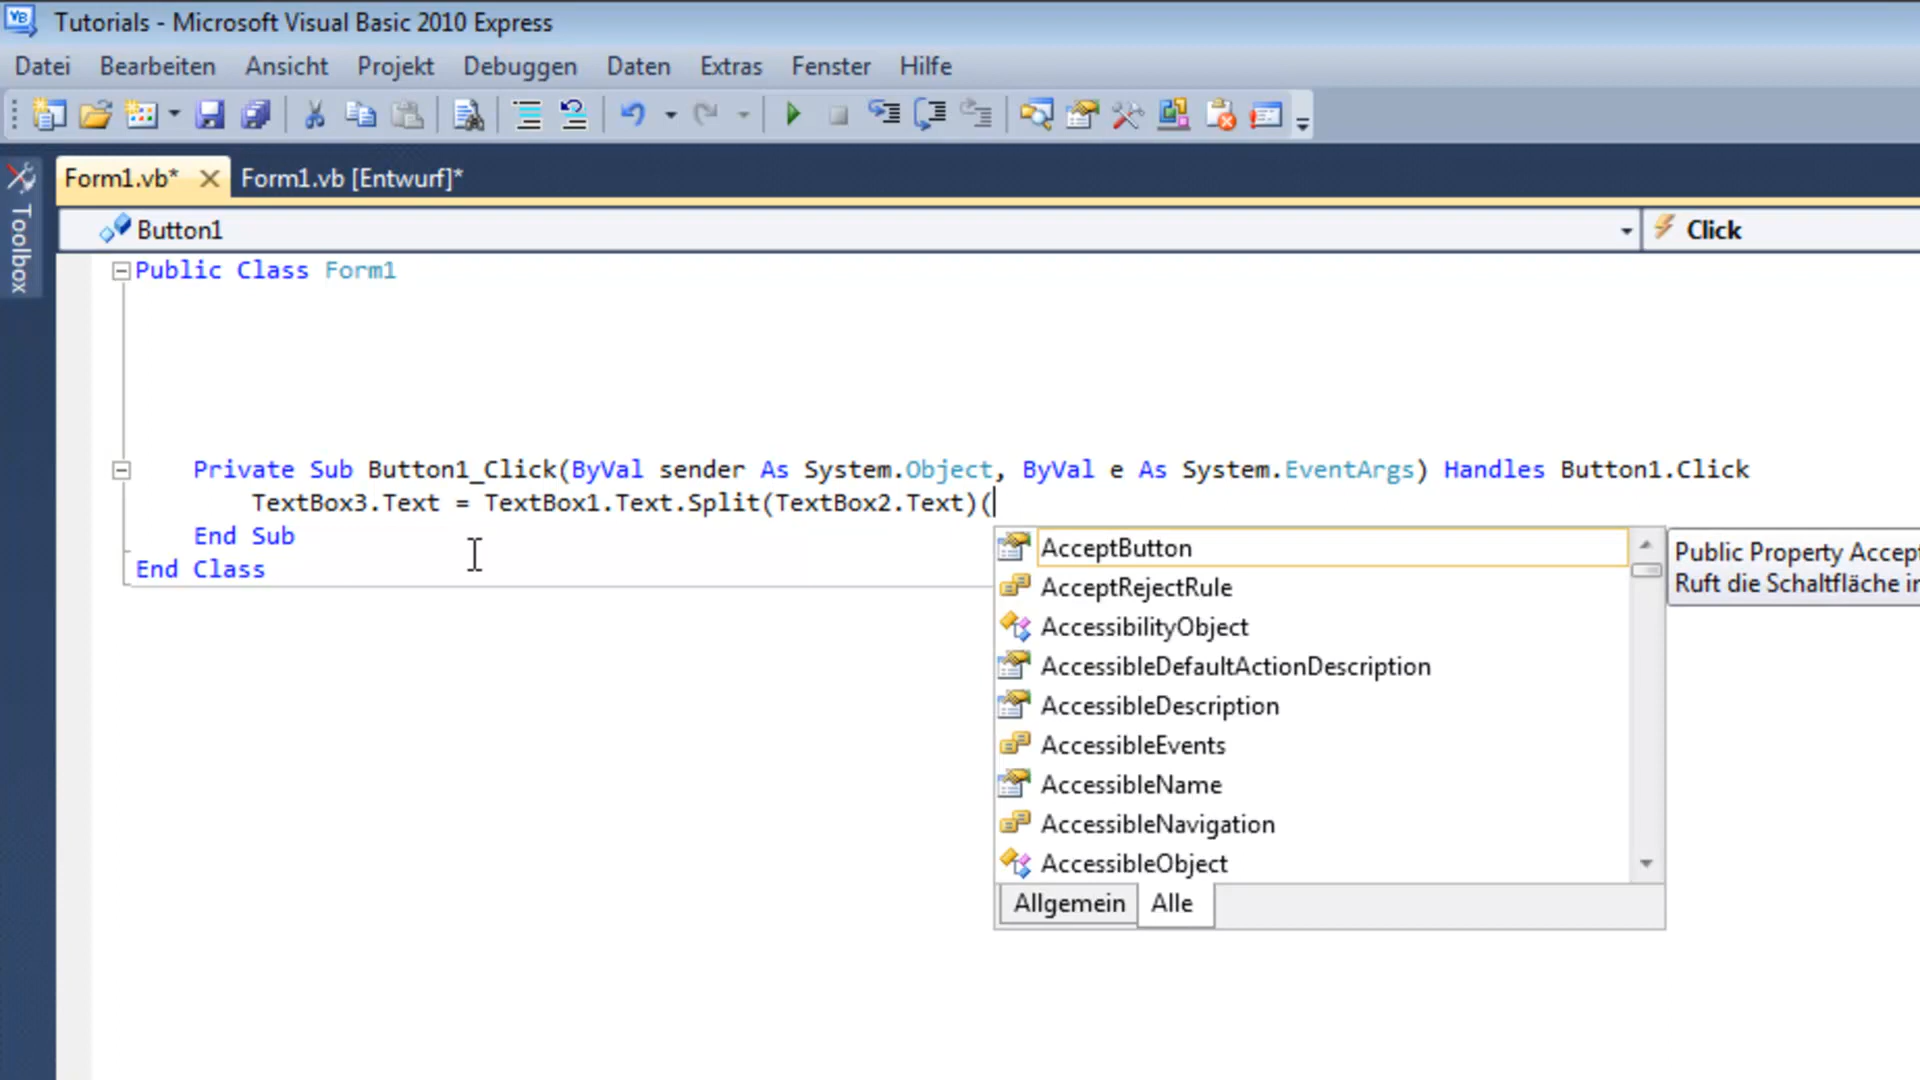 Tutorials - Microsoft Visual Basic 2010 Express
Datei Bearbeiten Ansicht Projekt Debuggen Daten Extras Fenster Hilfe
Form1.vb* Form1.vb [Entwurf]*
Toolbox
Button1 Click
Public Class Form1
Private Sub Button1_Click(ByVal sender As System.Object, ByVal e As System.EventArgs) Handles Button1.Click
TextBox3.Text = TextBox1.Text.Split(TextBox2.Text)(
End Sub
End Class
AcceptButton
AcceptRejectRule
AccessibilityObject
AccessibleDefaultActionDescription
AccessibleDescription
AccessibleEvents
AccessibleName
AccessibleNavigation
AccessibleObject
Allgemein Alle
Public Property Accept
Ruft die Schaltfläche